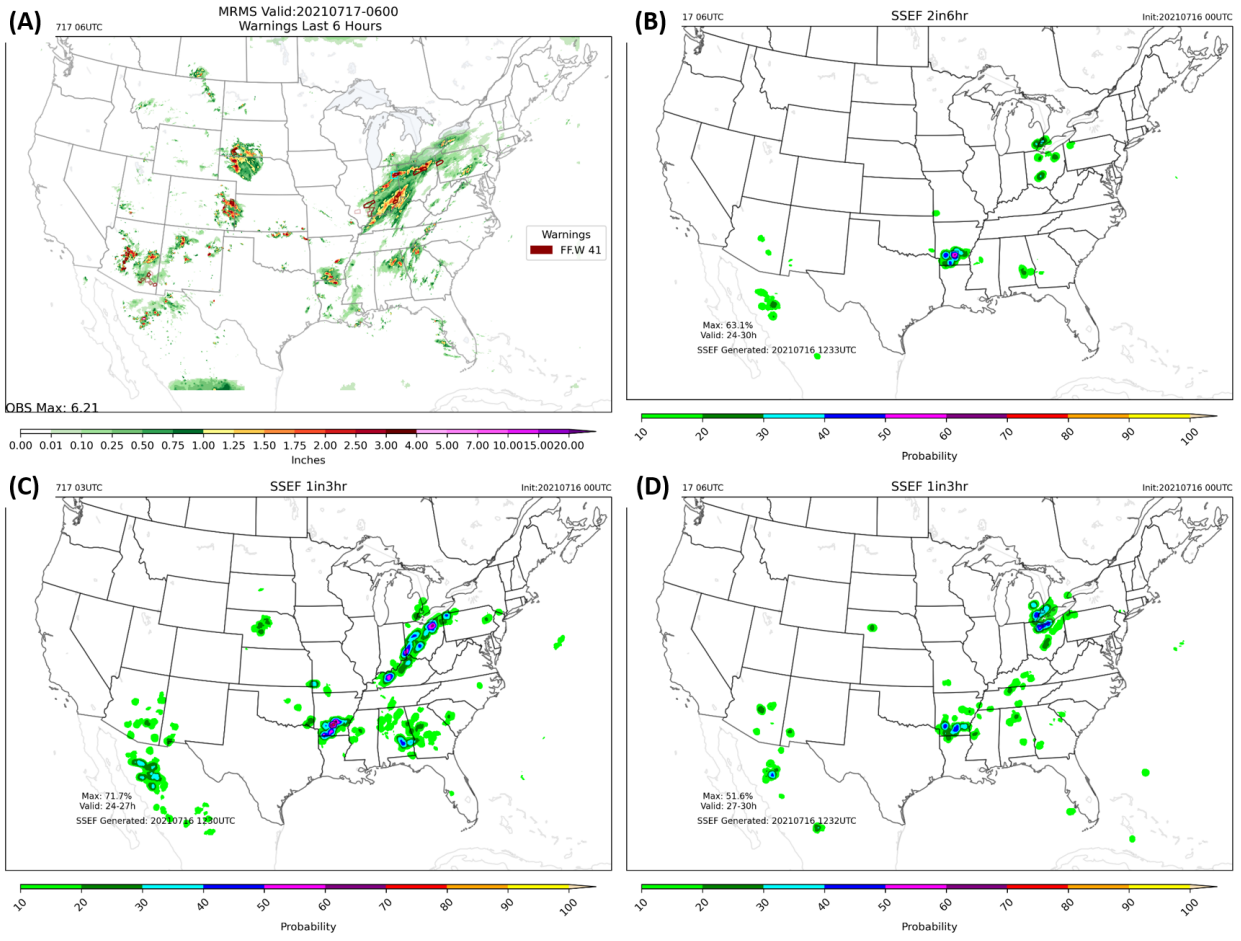 (A)
MRMS Valid:20210717-0600
717 06UTC
Warnings Last 6 Hours
Warnings
FF.W 41
OBS Max: 6.21
0.00 0.01 0.10 0.25 0.50 0.75 1.00 1.25 1.50 1.75 2.00 2.50 3.00 4.00 5.00 7.00 10.00 15.00 20.00
Inches
(B)
17 06UTC
SSEF 2in6hr
Init:20210716 00UTC
Max: 63.1%
Valid: 24-30h
SSEF Generated: 20210716 1233UTC
10 20 30 40 50 60 70 80 90 100
Probability
(C)
717 03UTC
SSEF 1in3hr
Init:20210716 00UTC
Max: 71.7%
Valid: 24-27h
SSEF Generated: 20210716 1230UTC
10 20 30 40 50 60 70 80 90 100
Probability
(D)
17 06UTC
SSEF 1in3hr
Init:20210716 00UTC
Max: 51.6%
Valid: 27-30h
SSEF Generated: 20210716 1232UTC
10 20 30 40 50 60 70 80 90 100
Probability